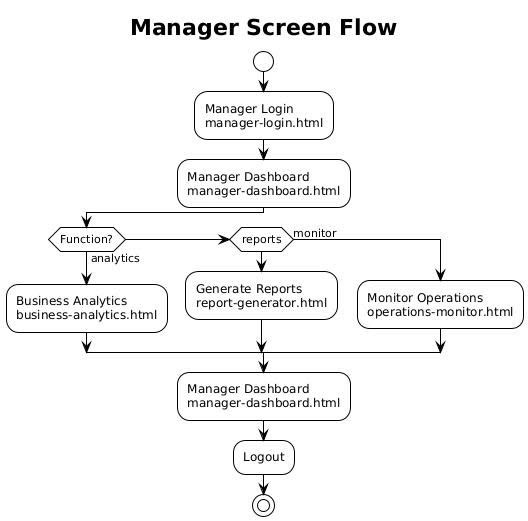 Manager Screen Flow
Manager Login
manager-login.html
Manager Dashboard
manager-dashboard.html
Function?
reports
monitor
analytics
Business Analytics
business-analytics.html
Generate Reports
report-generator.html
Monitor Operations
operations-monitor.html
Manager Dashboard
manager-dashboard.html
Logout